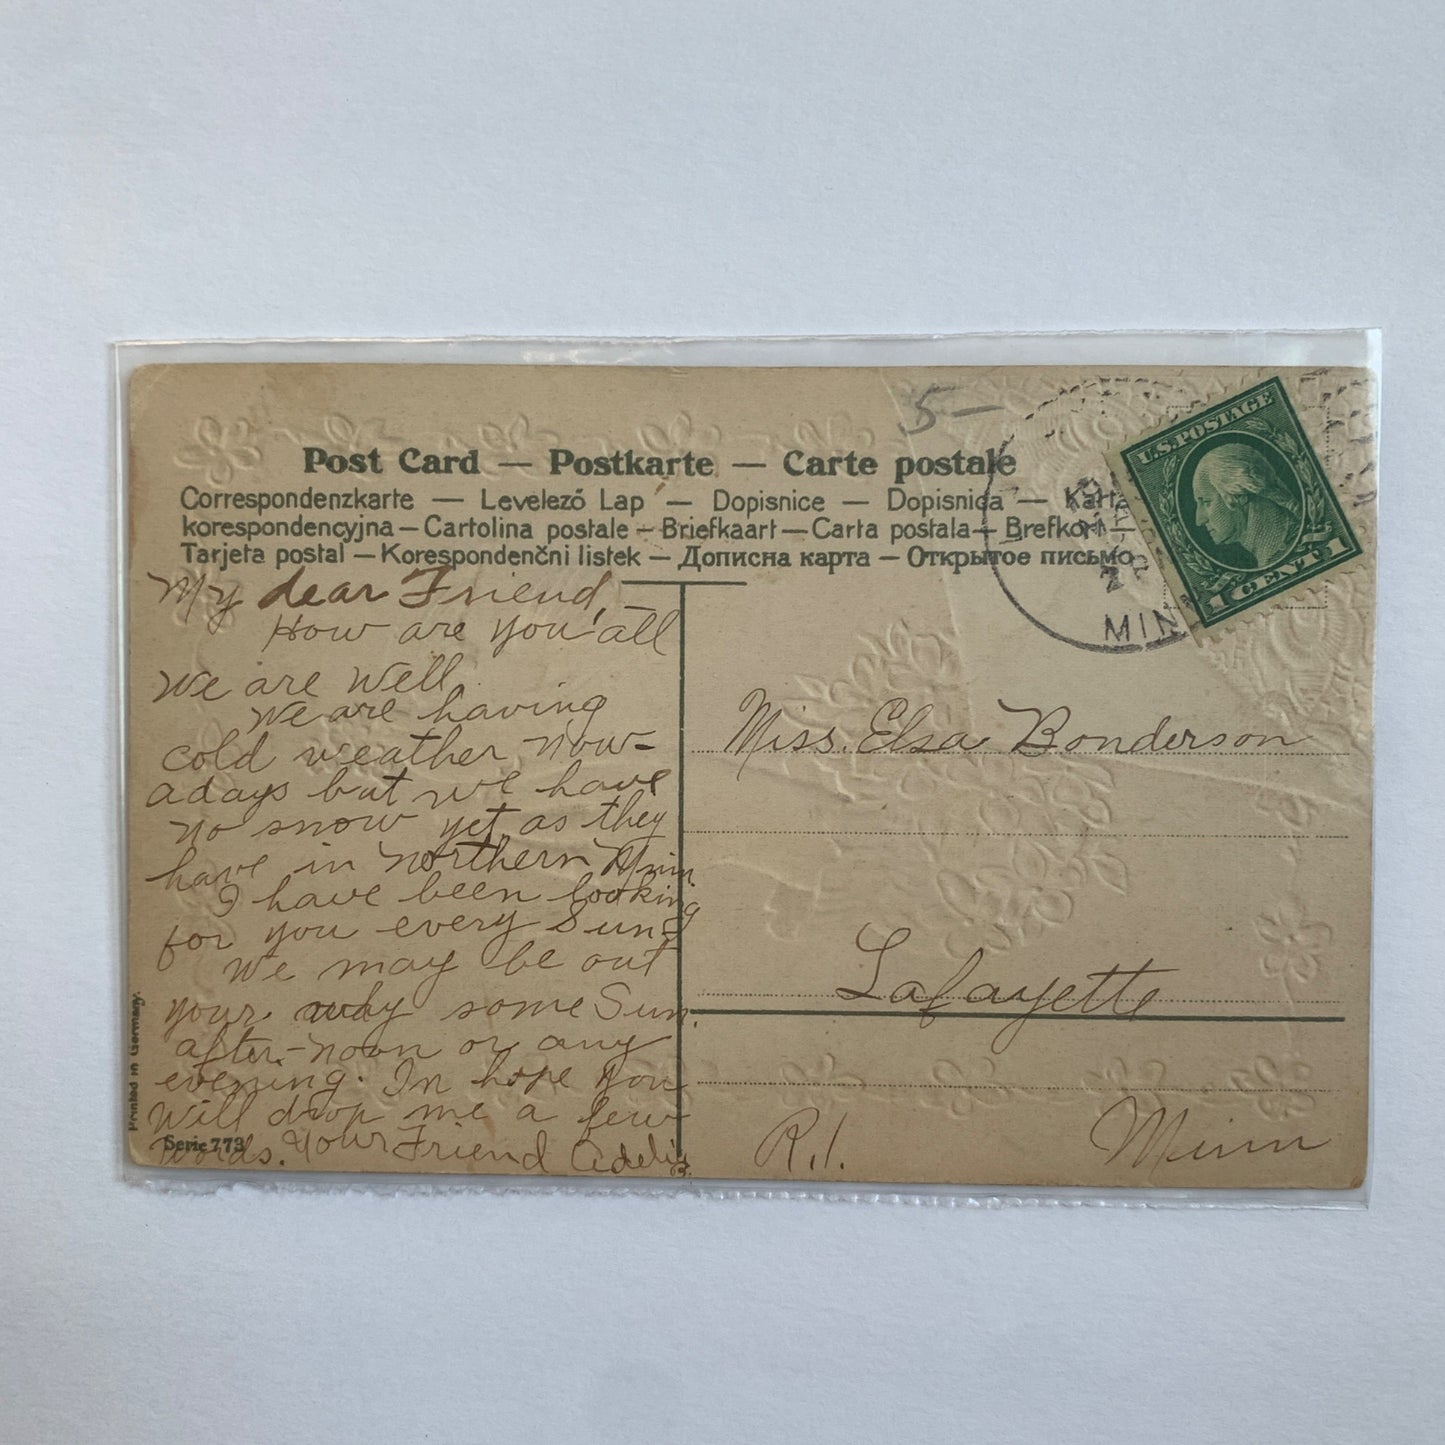 5-
Post Card — Postkarte — Carte postale
Correspondenzkarte — Levelező Lap — Dopisnice — Dopisnica — Karta
korespondencyjna — Cartolina postale — Briefkaart — Carta postala — Brefkort —
Tarjeta postal — Korespondenčni listek — Дописна карта — Открытое письмо
U.S. POSTAGE
1 CENT 1
MIN
My dear Friend,
How are you all
We are well.
We are having
cold weather now-
adays but we have
no snow yet, as they
have in northern Minn.
I have been looking
for you every Sun.
We may be out
your way some Sun.
after-noon or any
evening. In hope you
will drop me a few
words. Your Friend
Miss. Elsa Bonderson
Lafayette
R.1. Minn
Printed in Germany.
Serie 773